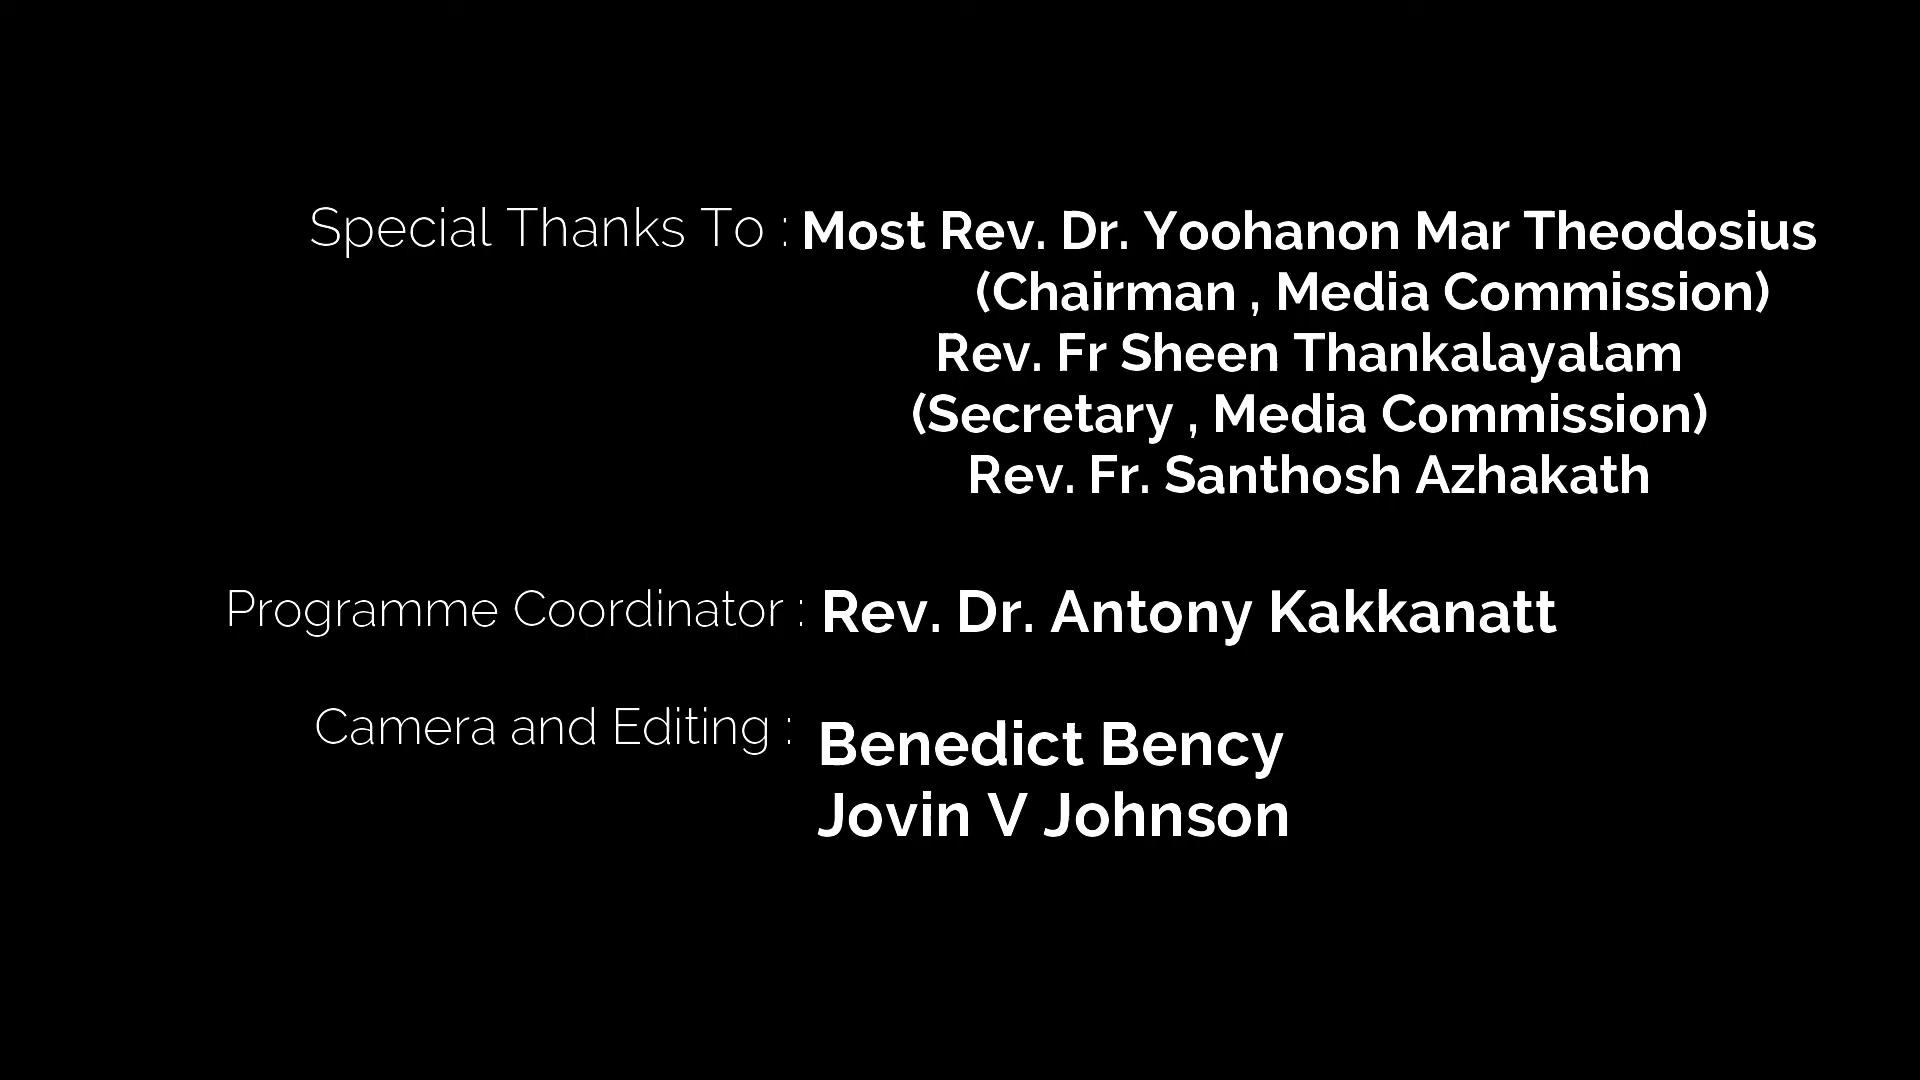 Special Thanks To : Most Rev. Dr. Yoohanon Mar Theodosius
(Chairman , Media Commission)
Rev. Fr Sheen Thankalayalam
(Secretary , Media Commission)
Rev. Fr. Santhosh Azhakath
Programme Coordinator : Rev. Dr. Antony Kakkanatt
Camera and Editing : Benedict Bency
Jovin V Johnson